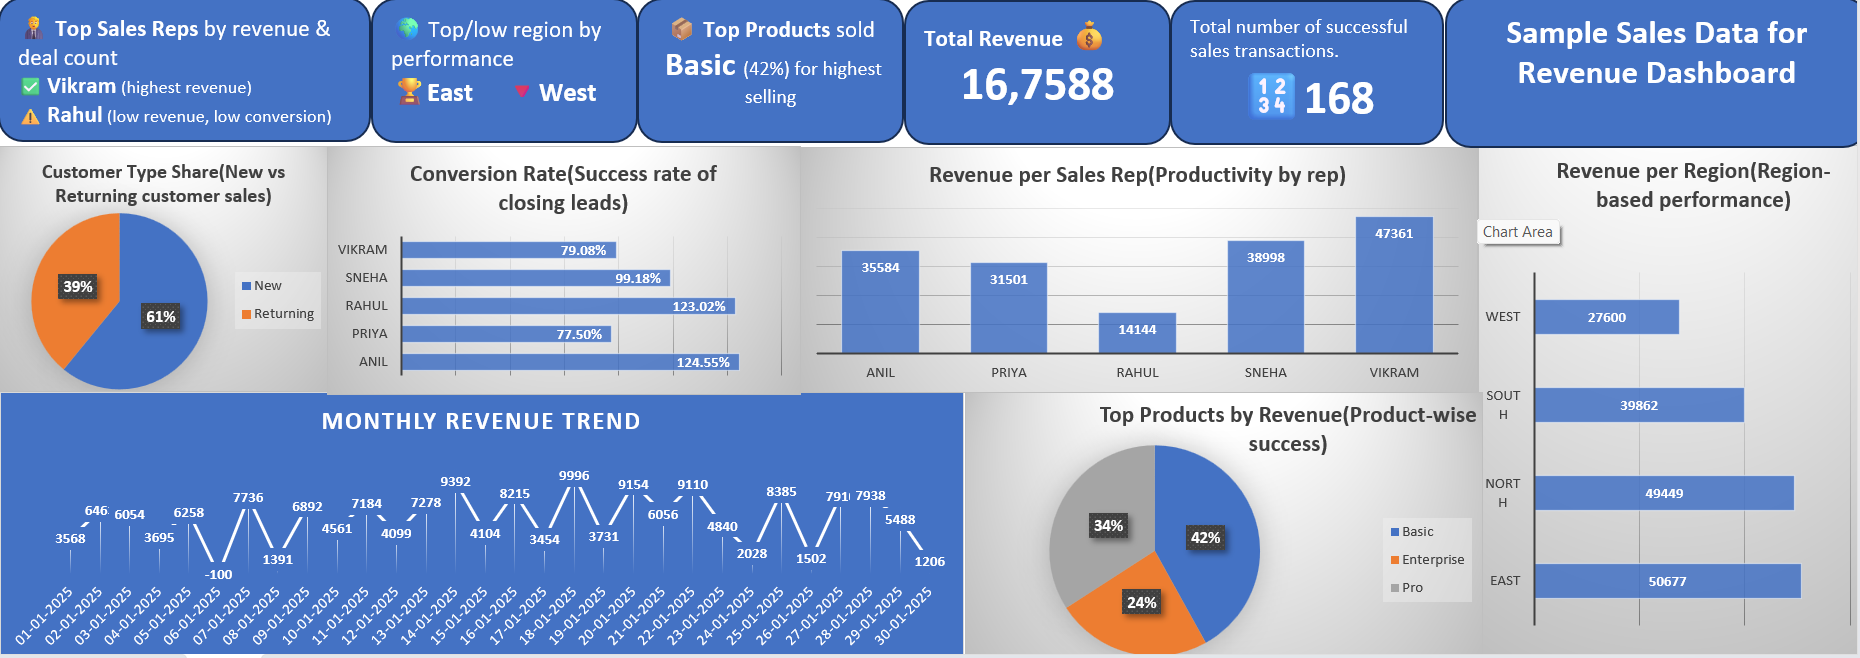 Top Sales Reps by revenue &
deal count
Vikram (highest revenue)
Rahul (low revenue, low conversion)
Top/low region by
performance
East West
Top Products sold
Basic (42%) for highest
selling
Total Revenue
16,7588
Total number of successful
sales transactions.
1 2
3 4
168
Sample Sales Data for
Revenue Dashboard
Customer Type Share(New vs
Returning customer sales)
39%
61%
New
Returning
Conversion Rate(Success rate of
closing leads)
VIKRAM 79.08%
SNEHA 99.18%
RAHUL 123.02%
PRIYA 77.50%
ANIL 124.55%
Revenue per Sales Rep(Productivity by rep)
35584 31501 14144 38998 47361
ANIL PRIYA RAHUL SNEHA VIKRAM
Revenue per Region(Region-
based performance)
Chart Area
WEST 27600
SOUT
H
39862
NORT
H
49449
EAST 50677
MONTHLY REVENUE TREND
3568 646 6054 3695 6258 -100 7736 1391 6892 4561 7184 4099 7278 9392 4104 8215 3454 9996 3731 9154 6056 9110 4840 2028 8385 1502 791 7938 5488 1206
01-01-2025 02-01-2025 03-01-2025 04-01-2025 05-01-2025 06-01-2025 07-01-2025 08-01-2025 09-01-2025 10-01-2025 11-01-2025 12-01-2025 13-01-2025 14-01-2025 15-01-2025 16-01-2025 17-01-2025 18-01-2025 19-01-2025 20-01-2025 21-01-2025 22-01-2025 23-01-2025 24-01-2025 25-01-2025 26-01-2025 27-01-2025 28-01-2025 29-01-2025 30-01-2025
Top Products by Revenue(Product-wise
success)
34%
42%
24%
Basic
Enterprise
Pro